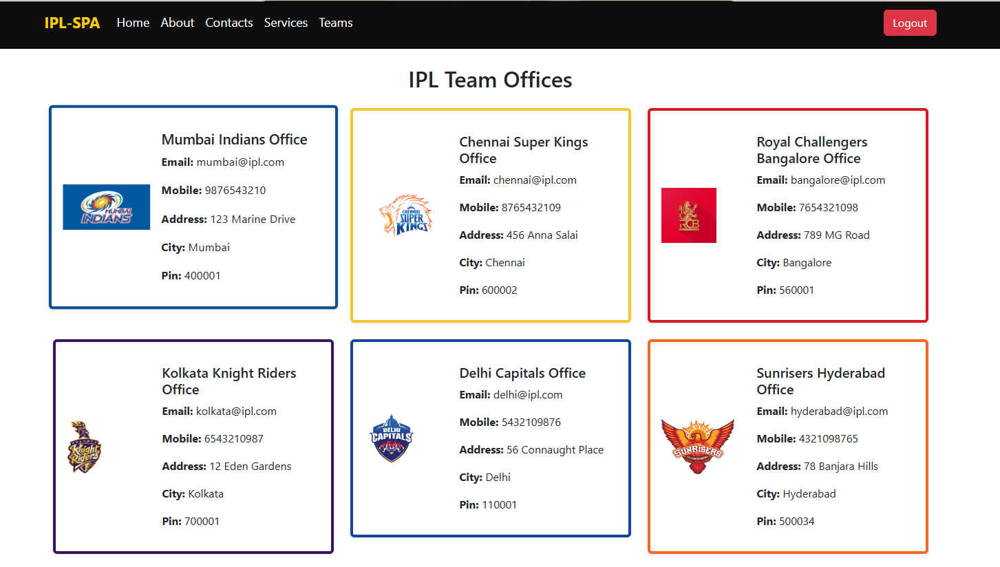 IPL-SPA Home About Contacts Services Teams Logout
IPL Team Offices
MUMBAI
INDIANS
Mumbai Indians Office
Email: mumbai@ipl.com
Mobile: 9876543210
Address: 123 Marine Drive
City: Mumbai
Pin: 400001
CHENNAI
SUPER
KINGS
Chennai Super Kings
Office
Email: chennai@ipl.com
Mobile: 8765432109
Address: 456 Anna Salai
City: Chennai
Pin: 600002
RCB
Royal Challengers
Bangalore Office
Email: bangalore@ipl.com
Mobile: 7654321098
Address: 789 MG Road
City: Bangalore
Pin: 560001
Knight
Riders
Kolkata Knight Riders
Office
Email: kolkata@ipl.com
Mobile: 6543210987
Address: 12 Eden Gardens
City: Kolkata
Pin: 700001
DELHI
CAPITALS
Delhi Capitals Office
Email: delhi@ipl.com
Mobile: 5432109876
Address: 56 Connaught Place
City: Delhi
Pin: 110001
SUNRISERS
Sunrisers Hyderabad
Office
Email: hyderabad@ipl.com
Mobile: 4321098765
Address: 78 Banjara Hills
City: Hyderabad
Pin: 500034